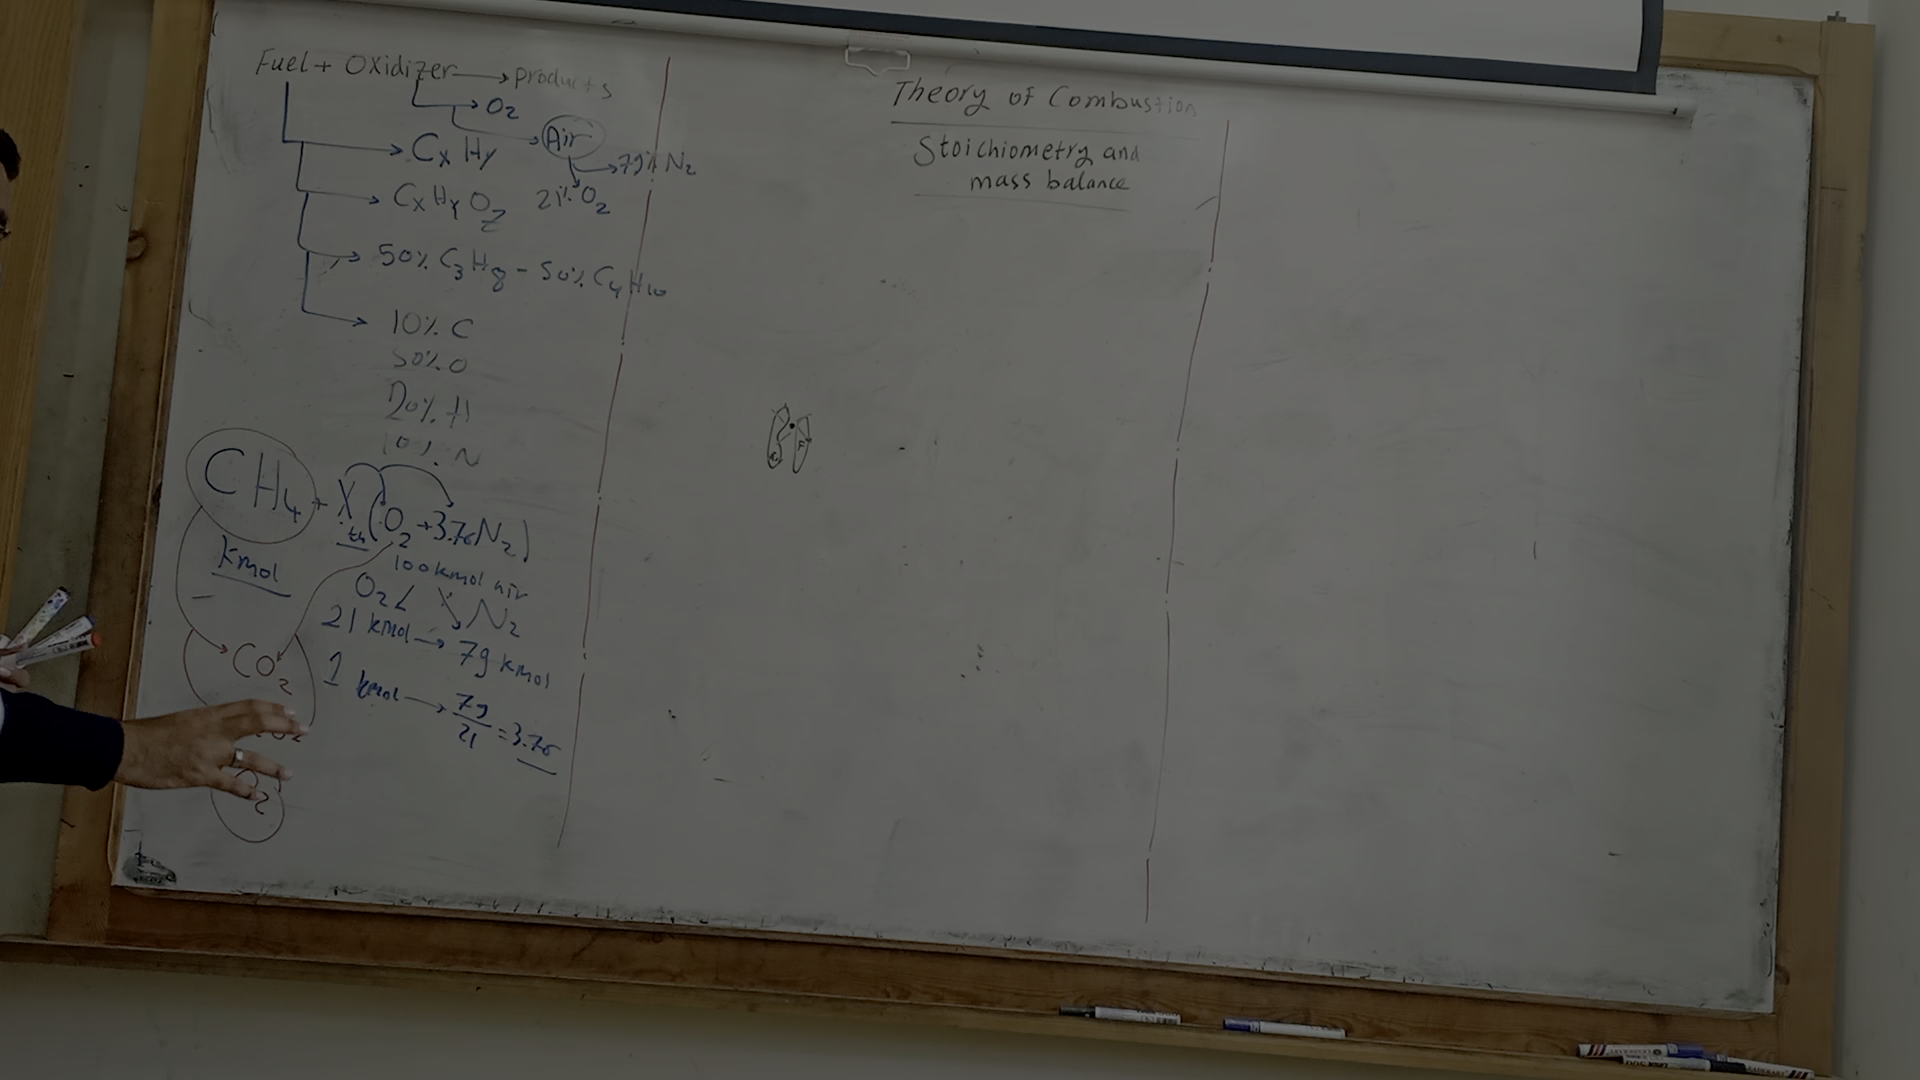 Fuel + Oxidizer → products
→ O2
→ Air
→ CxHy
→ 79% N2
21% O2
→ CxHyOz
→ 50% C3H8 - 50% C4H10
→ 10% C
50% O
20% H
10% N
CH4 + Xth (O2 + 3.76 N2)
kmol
100 kmol air
O2 N2
21 kmol → 79 kmol
CO2
1 kmol → 79/21 = 3.76
Theory of Combustion
Stoichiometry and
mass balance